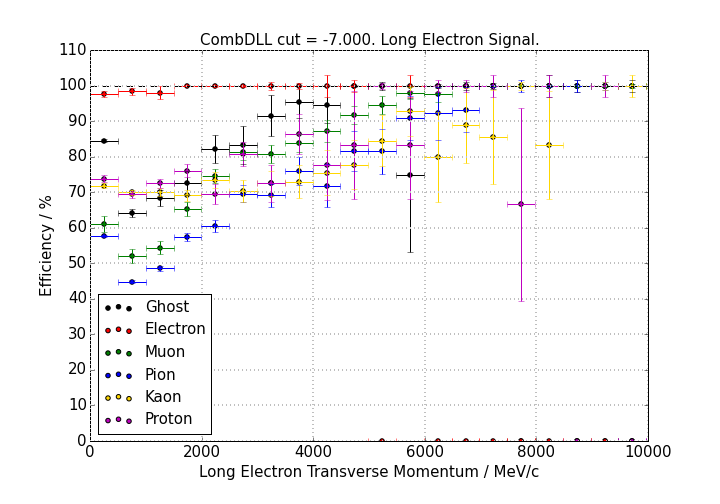 CombDLL cut = -7.000. Long Electron Signal.
110
100
90
80
70
60
50
40
30
20
10
0
Efficiency / %
Ghost
Electron
Muon
Pion
Kaon
Proton
0 2000 4000 6000 8000 10000
Long Electron Transverse Momentum / MeV/c